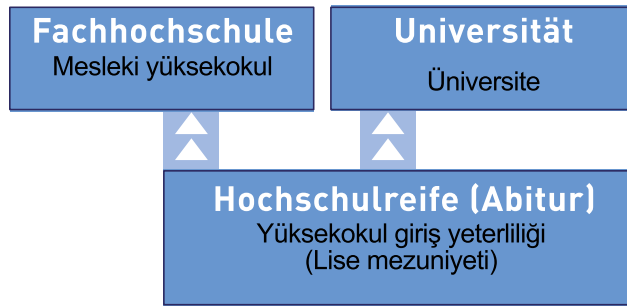 Fachhochschule
Mesleki yüksekokul
Universität
Üniversite
Hochschulreife (Abitur)
Yüksekokul giriş yeterliliği
(Lise mezuniyeti)